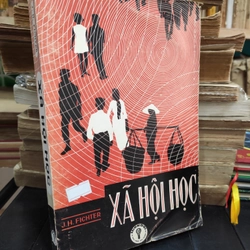 J.H. FICHTER
XÃ HỘI HỌC